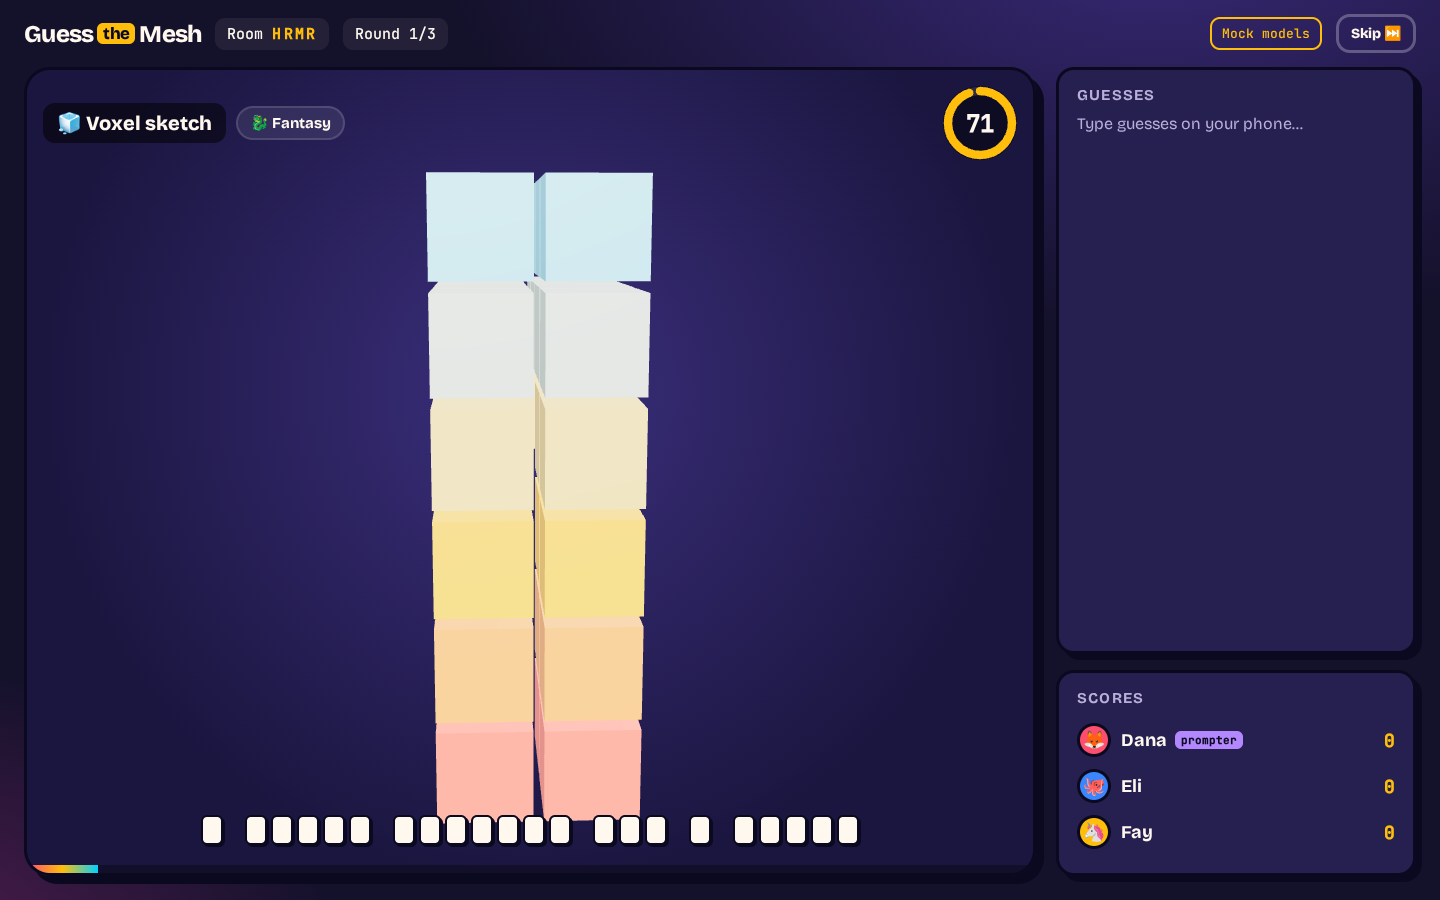 Guess the Mesh
Room HRMR
Round 1/3
Mock models
Skip
Voxel sketch
Fantasy
71
GUESSES
Type guesses on your phone...
SCORES
Dana prompter 0
Eli 0
Fay 0